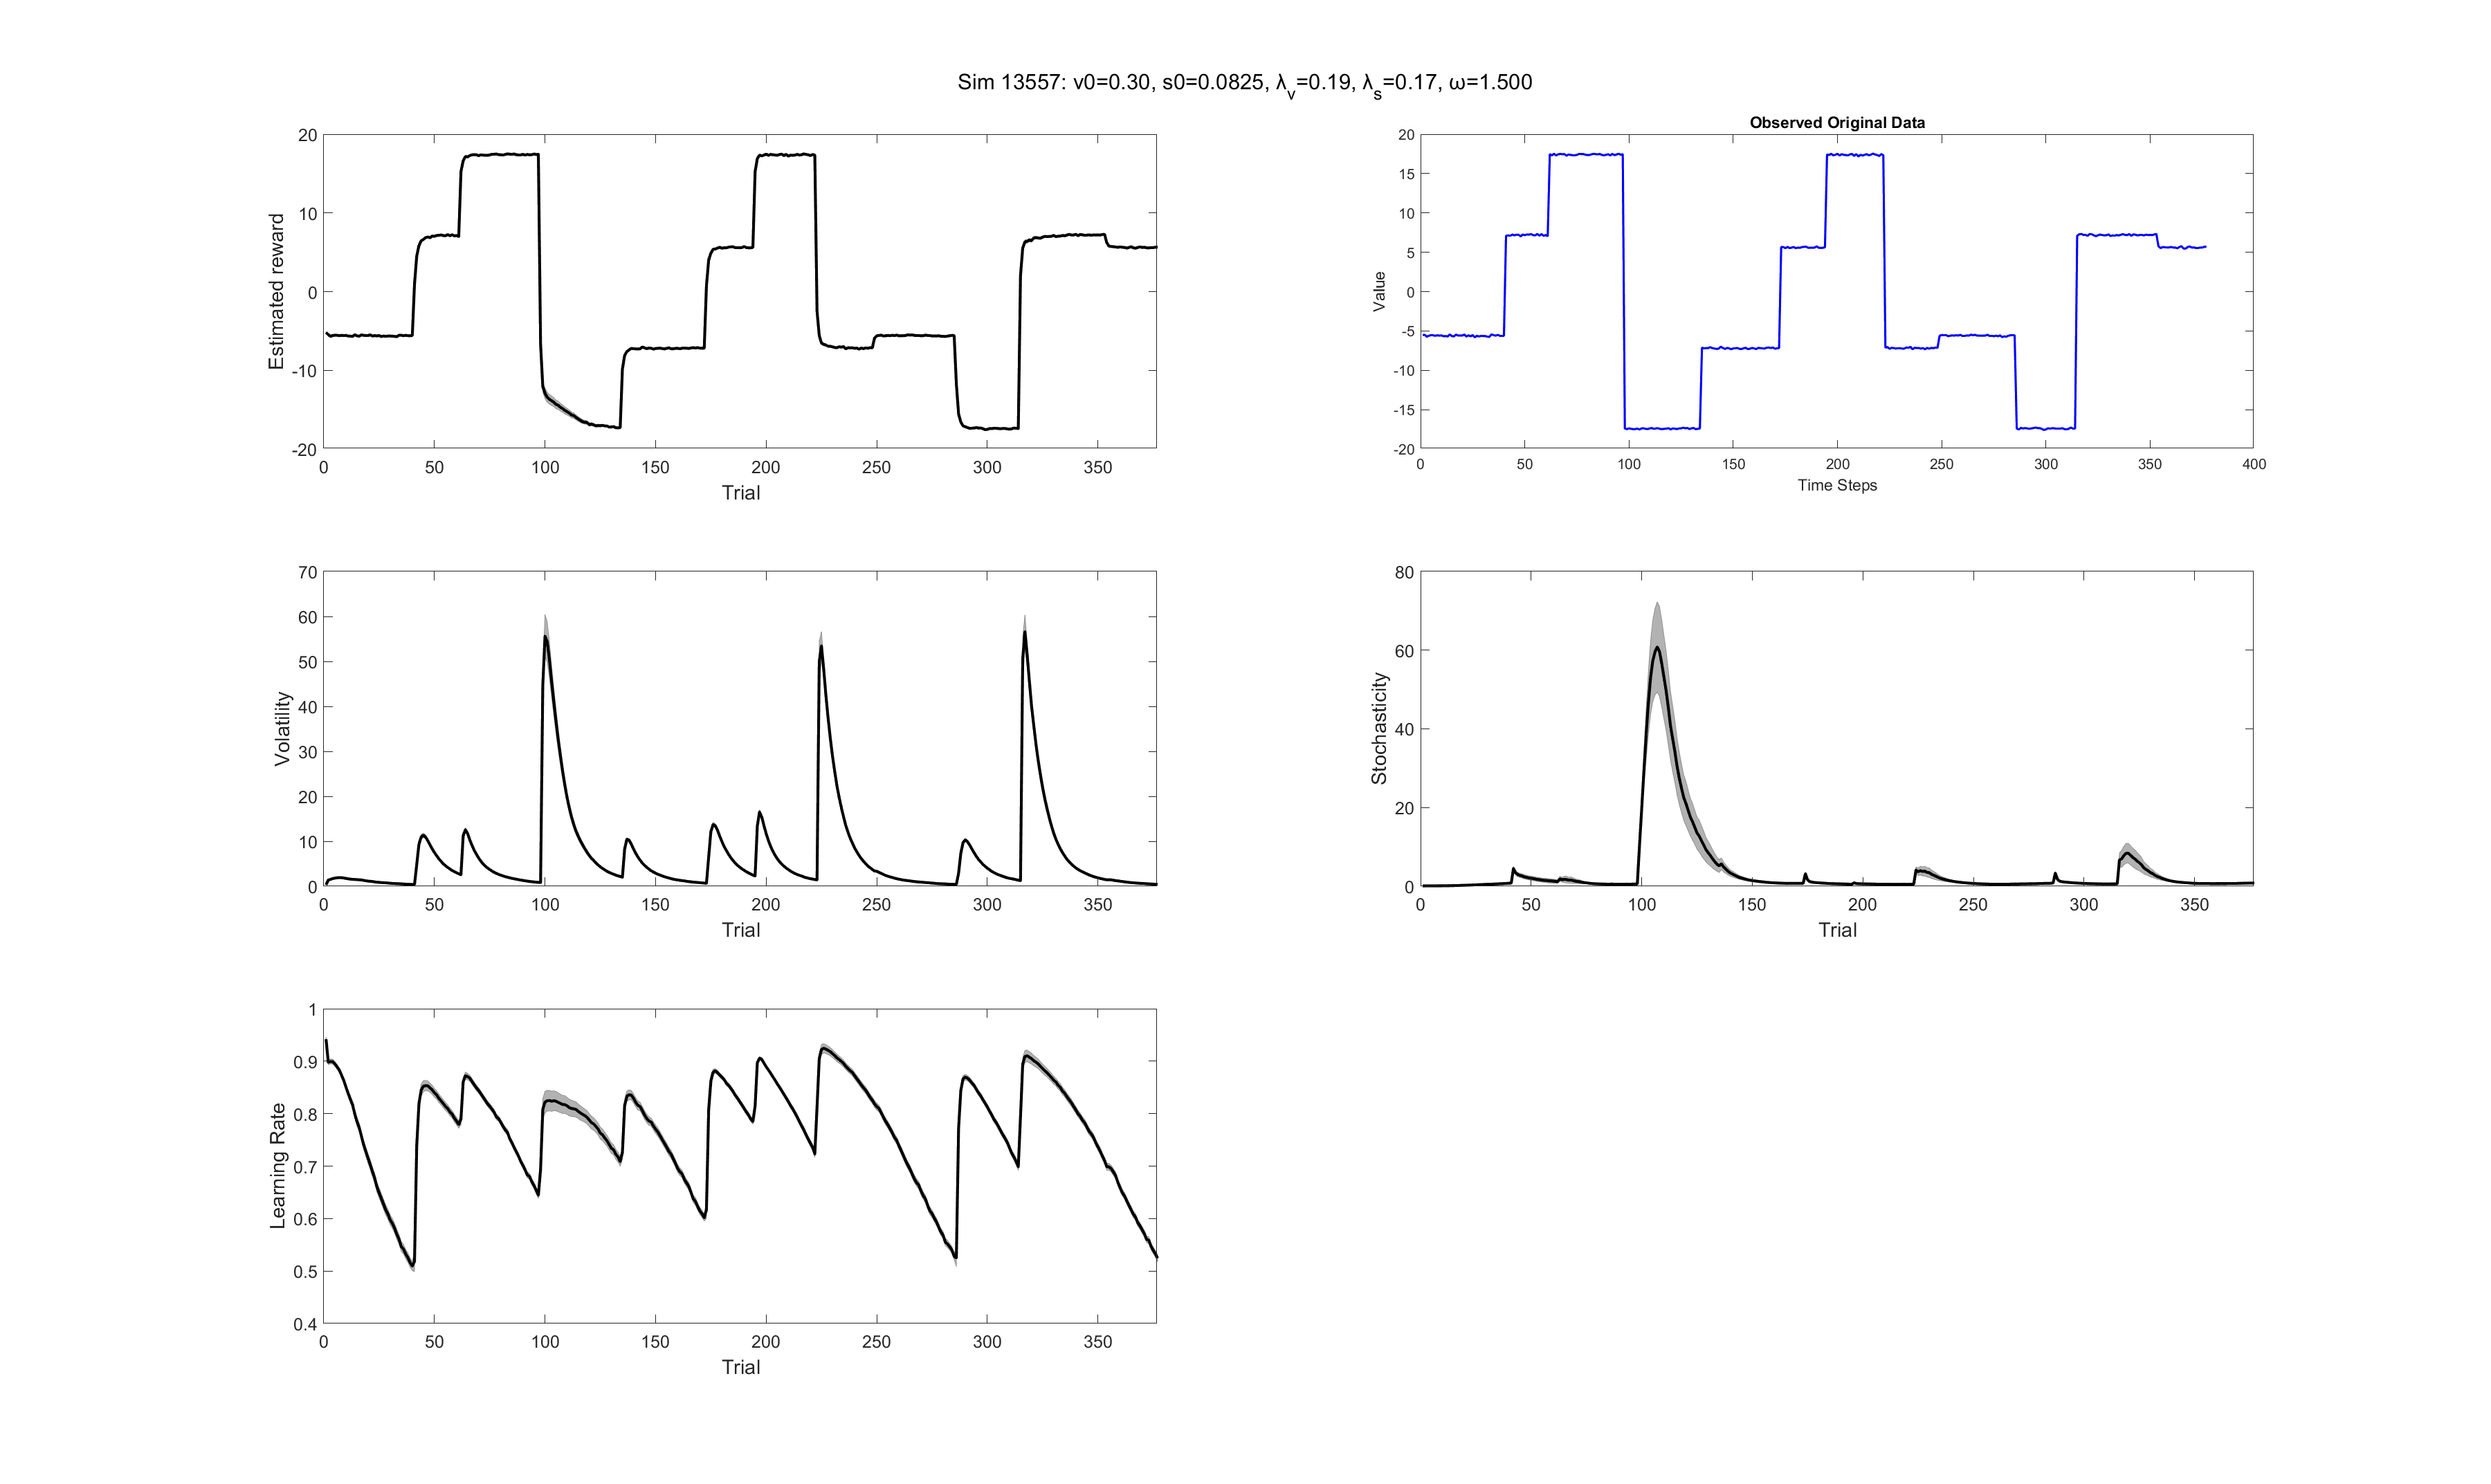 Sim 13557: v0=0.30, s0=0.0825, λ_v=0.19, λ_s=0.17, ω=1.500
20
10
0
-10
-20
Estimated reward
0 50 100 150 200 250 300 350
Trial
Observed Original Data
20
15
10
5
0
-5
-10
-15
-20
Value
0 50 100 150 200 250 300 350 400
Time Steps
70
60
50
40
30
20
10
0
Volatility
0 50 100 150 200 250 300 350
Trial
80
60
40
20
0
Stochasticity
0 50 100 150 200 250 300 350
Trial
1
0.9
0.8
0.7
0.6
0.5
0.4
Learning Rate
0 50 100 150 200 250 300 350
Trial